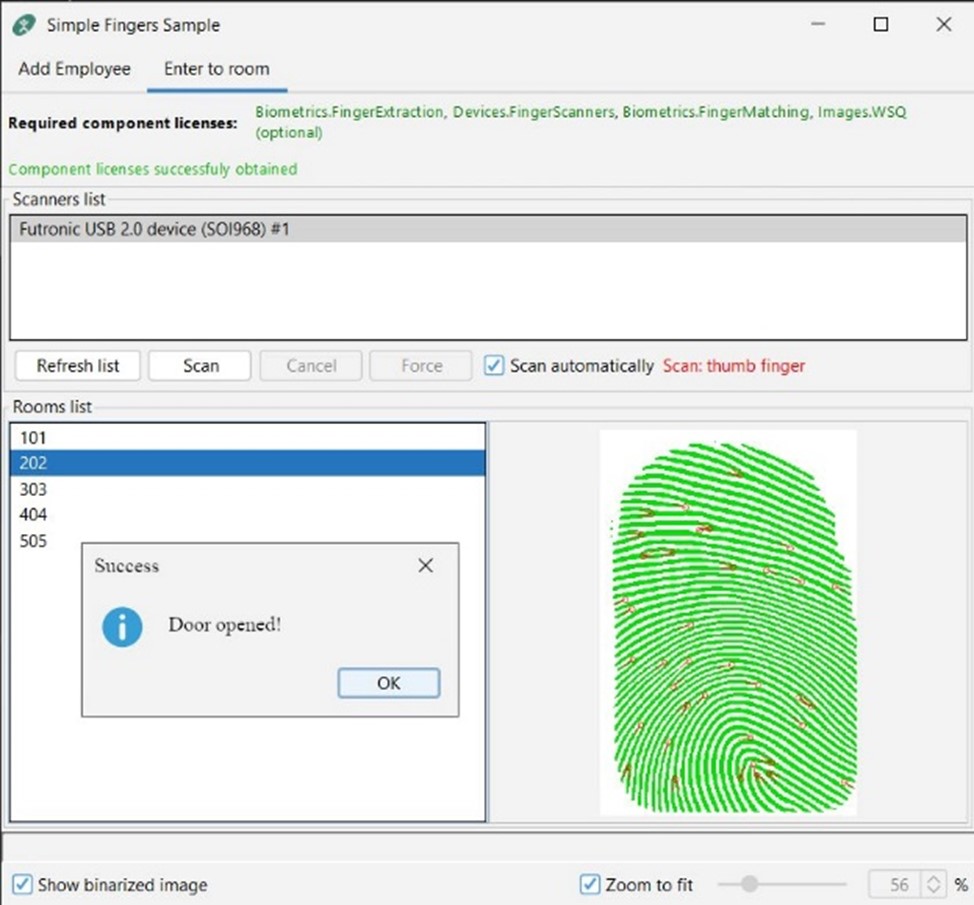 Simple Fingers Sample
Add Employee Enter to room
Required component licenses: Biometrics.FingerExtraction, Devices.FingerScanners, Biometrics.FingerMatching, Images.WSQ
(optional)
Component licenses successfuly obtained
Scanners list
Futronic USB 2.0 device (SOI968) #1
Refresh list Scan Cancel Force Scan automatically Scan: thumb finger
Rooms list
101
202
303
404
505
Success
Door opened!
OK
Show binarized image Zoom to fit 56 %